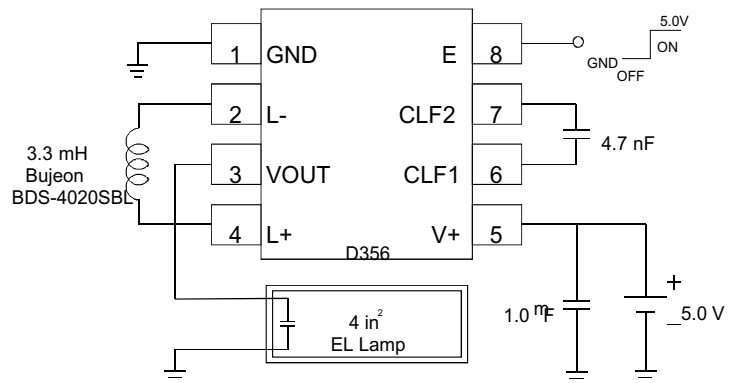 5.0V
ON
GND
OFF
1 GND
E 8
2 L-
CLF2 7
3.3 mH
Bujeon
BDS-4020SBL
4.7 nF
3 VOUT
CLF1 6
4 L+
V+ 5
D356
4 in²
EL Lamp
1.0 mF
+
_5.0 V